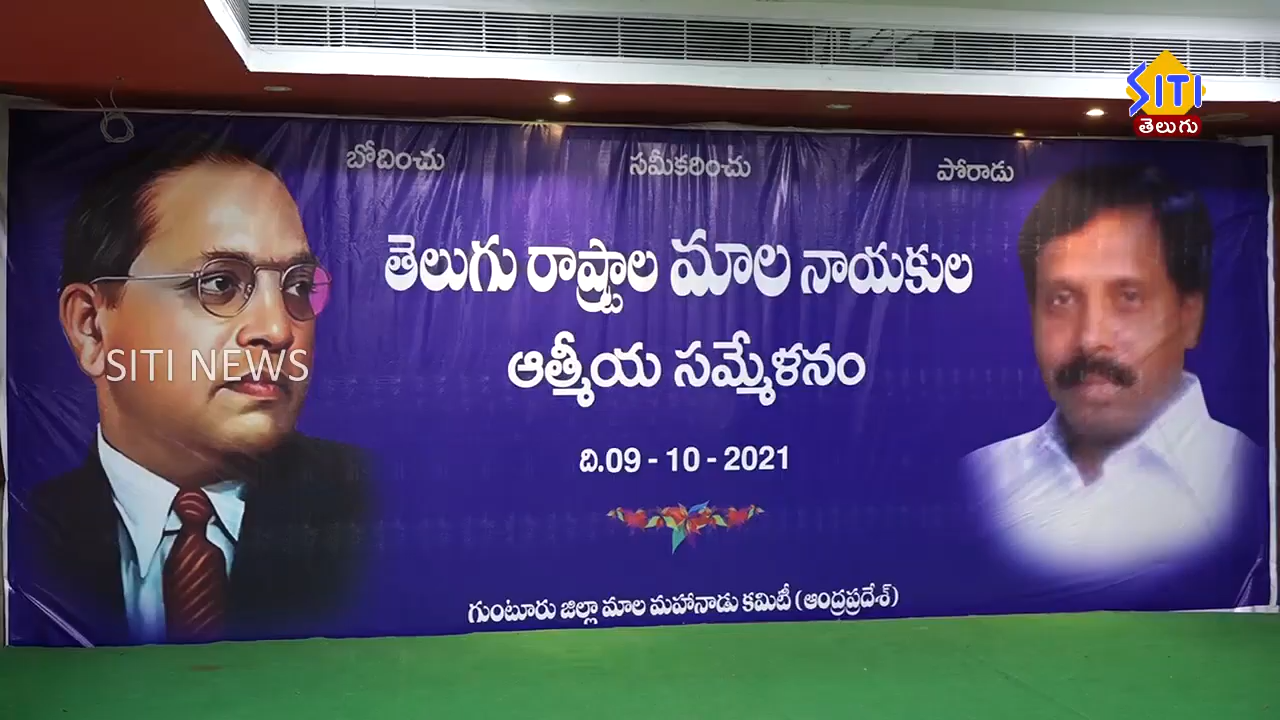 SITI
తెలుగు
బోదించు సమీకరించు పోరాడు
తెలుగు రాష్ట్రాల మాల నాయకుల
ఆత్మీయ సమ్మేళనం
SITI NEWS
ది.09 - 10 - 2021
గుంటూరు జిల్లా మాల మహానాడు కమిటీ (ఆంద్రప్రదేశ్)